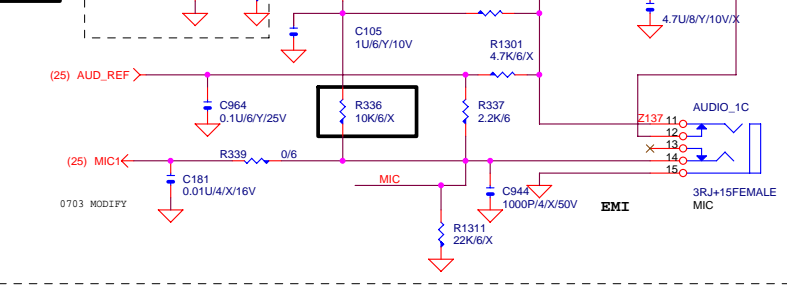 4.7U/8/Y/10V/X
C105
1U/6/Y/10V
R1301
4.7K/6/X
(25) AUD_REF
C964
0.1U/6/Y/25V
R336
10K/6/X
R337
2.2K/6
AUDIO_1C
Z137 11
12
13
14
15
(25) MIC1
R339 0/6
C181
0.01U/4/X/16V
MIC
C944
1000P/4/X/50V
EMI
3RJ+15FEMALE
MIC
0703 MODIFY
R1311
22K/6/X